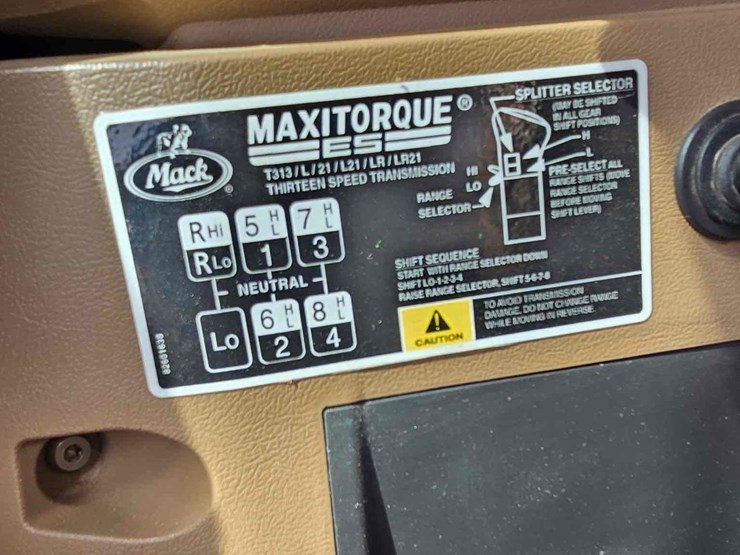 Mack ®
MAXITORQUE ®
ES
T313/L/21/L21/LR/LR21
THIRTEEN SPEED TRANSMISSION
SPLITTER SELECTOR
(MAY BE SHIFTED
IN ALL GEAR
SHIFT POSITIONS)
H
L
HI
LO
RANGE
SELECTOR
PRE-SELECT ALL
RANGE SHIFTS (MOVE
RANGE SELECTOR
BEFORE MOVING
SHIFT LEVER)
RHI 5 H L 7 H L
RLO 1 3
NEUTRAL
6 H L 8 H L
LO 2 4
SHIFT SEQUENCE
START WITH RANGE SELECTOR DOWN
SHIFT LO-1-2-3-4
RAISE RANGE SELECTOR, SHIFT 5-6-7-8
CAUTION
TO AVOID TRANSMISSION
DAMAGE, DO NOT CHANGE RANGE
WHILE MOVING IN REVERSE.